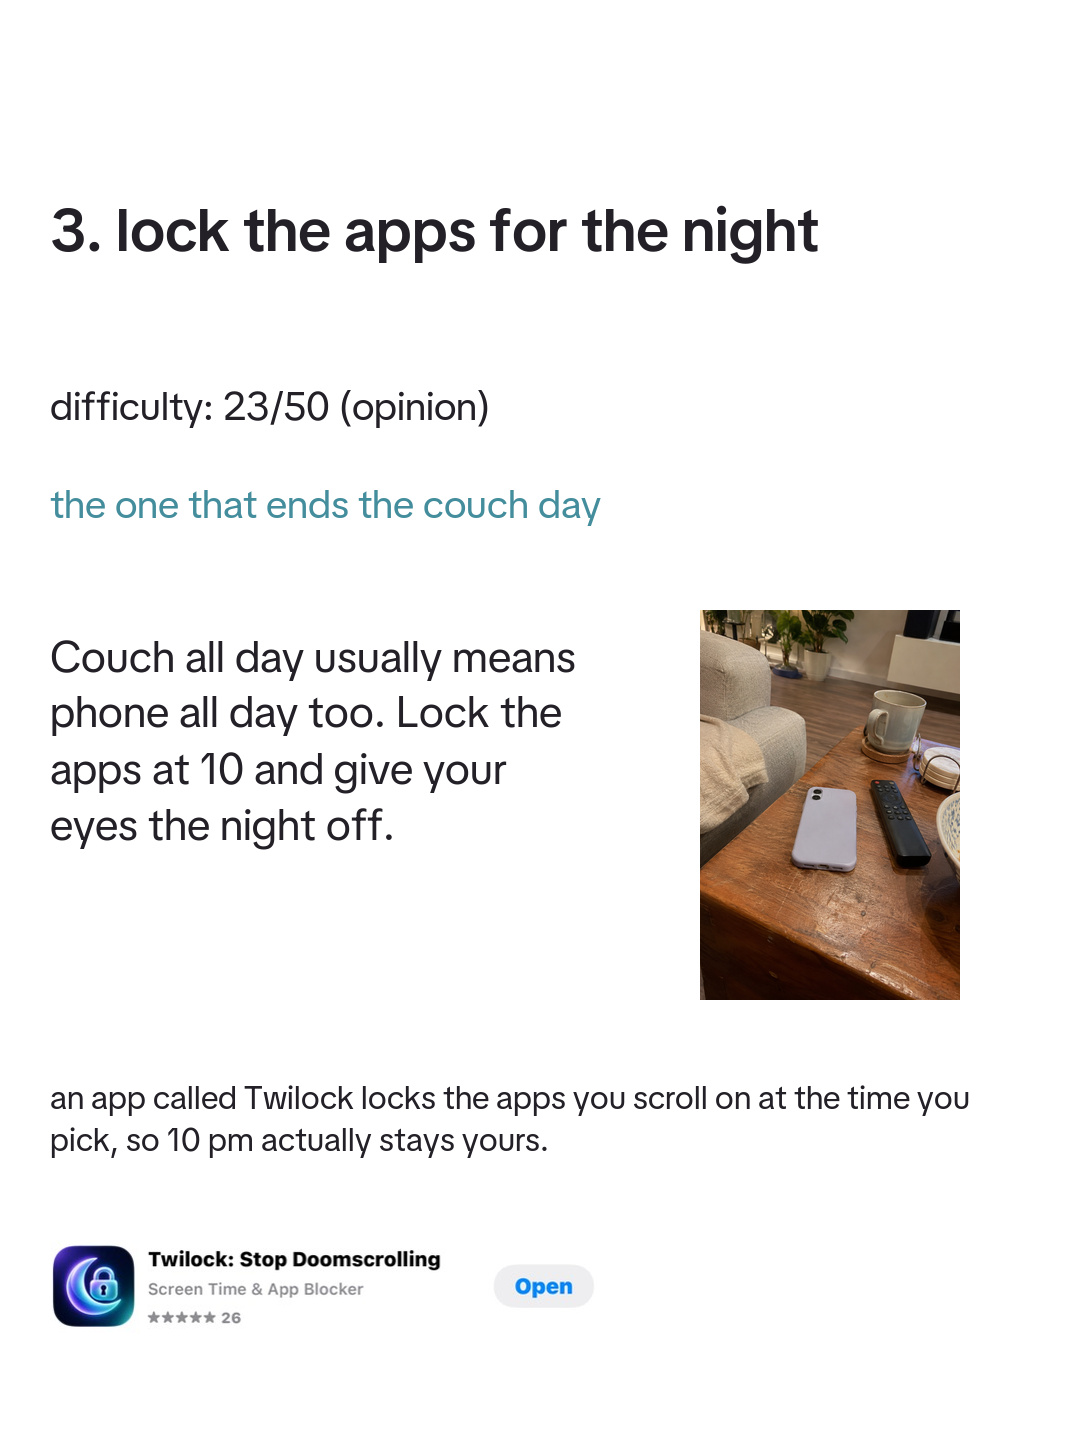 3. lock the apps for the night
difficulty: 23/50 (opinion)
the one that ends the couch day
Couch all day usually means
phone all day too. Lock the
apps at 10 and give your
eyes the night off.
an app called Twilock locks the apps you scroll on at the time you
pick, so 10 pm actually stays yours.
Twilock: Stop Doomscrolling
Screen Time & App Blocker
★★★★★ 26
Open